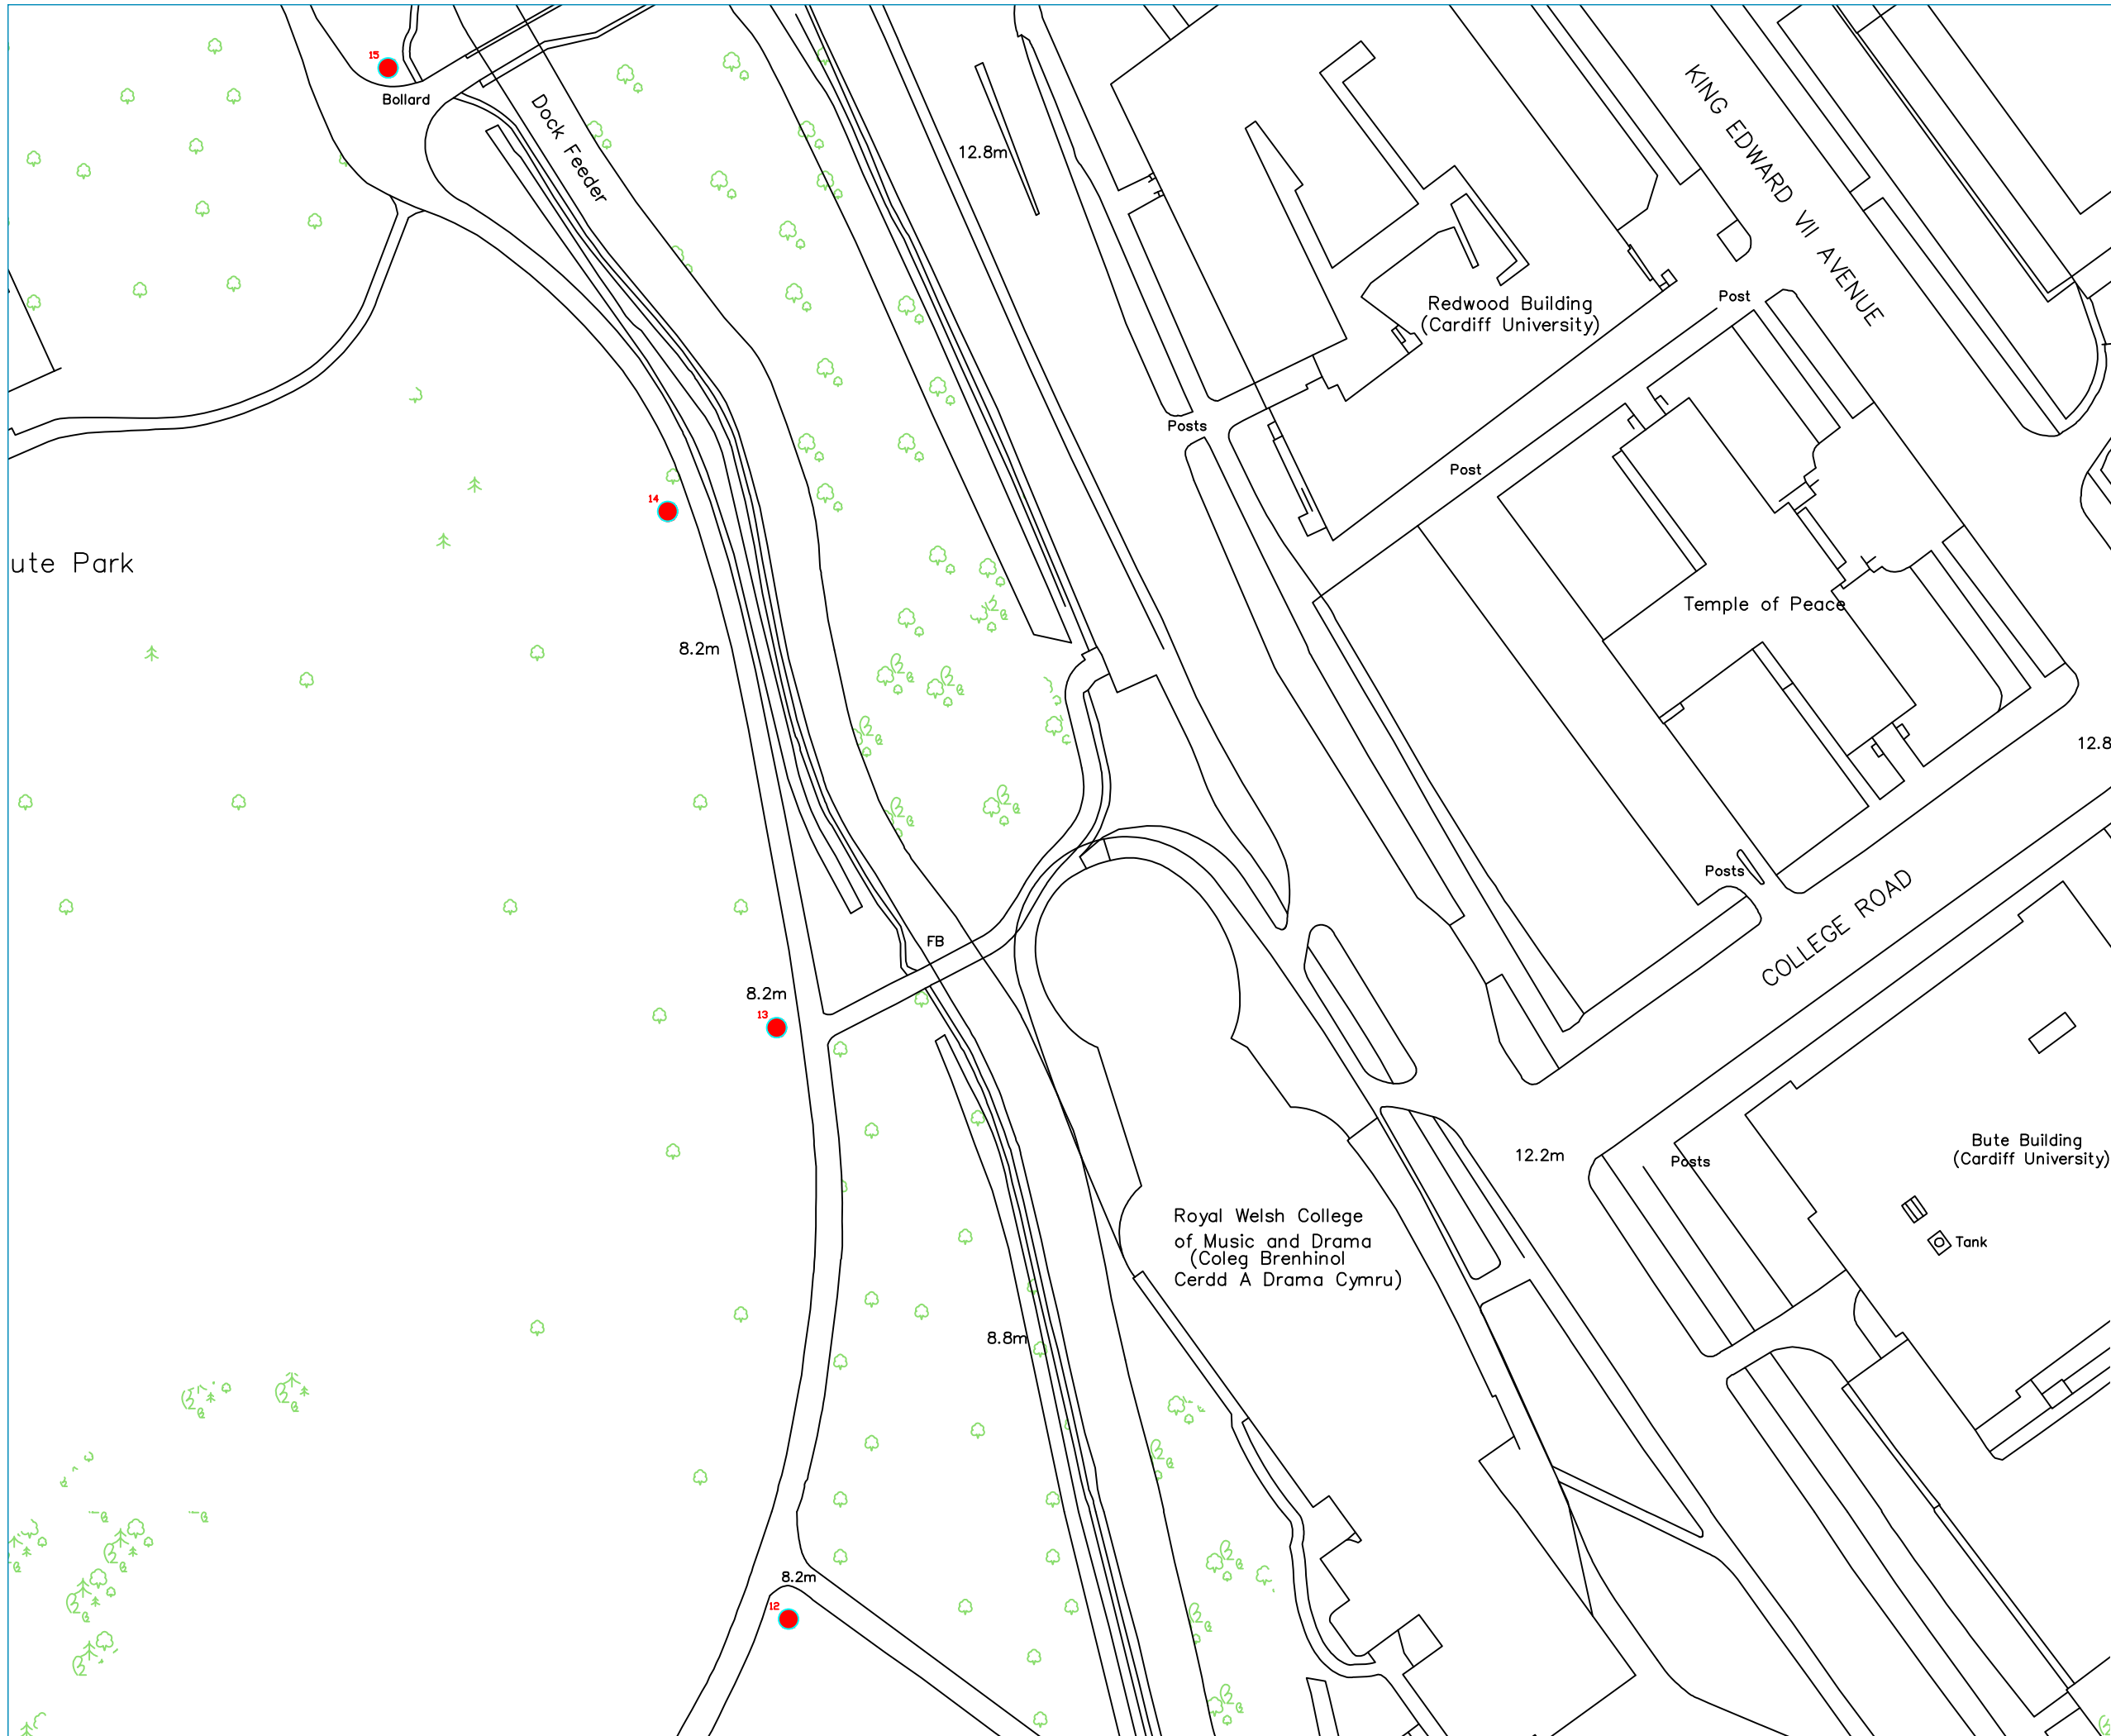 15
Bollard
Dock Feeder
12.8m
KING EDWARD VII AVENUE
Redwood Building
(Cardiff University)
Post
Posts
Post
14
ute Park
Temple of Peace
8.2m
12.8
Posts
COLLEGE ROAD
FB
8.2m
13
12.2m
Posts
Bute Building
(Cardiff University)
Royal Welsh College
of Music and Drama
(Coleg Brenhinol
Cerdd A Drama Cymru)
Tank
8.8m
8.2m
12